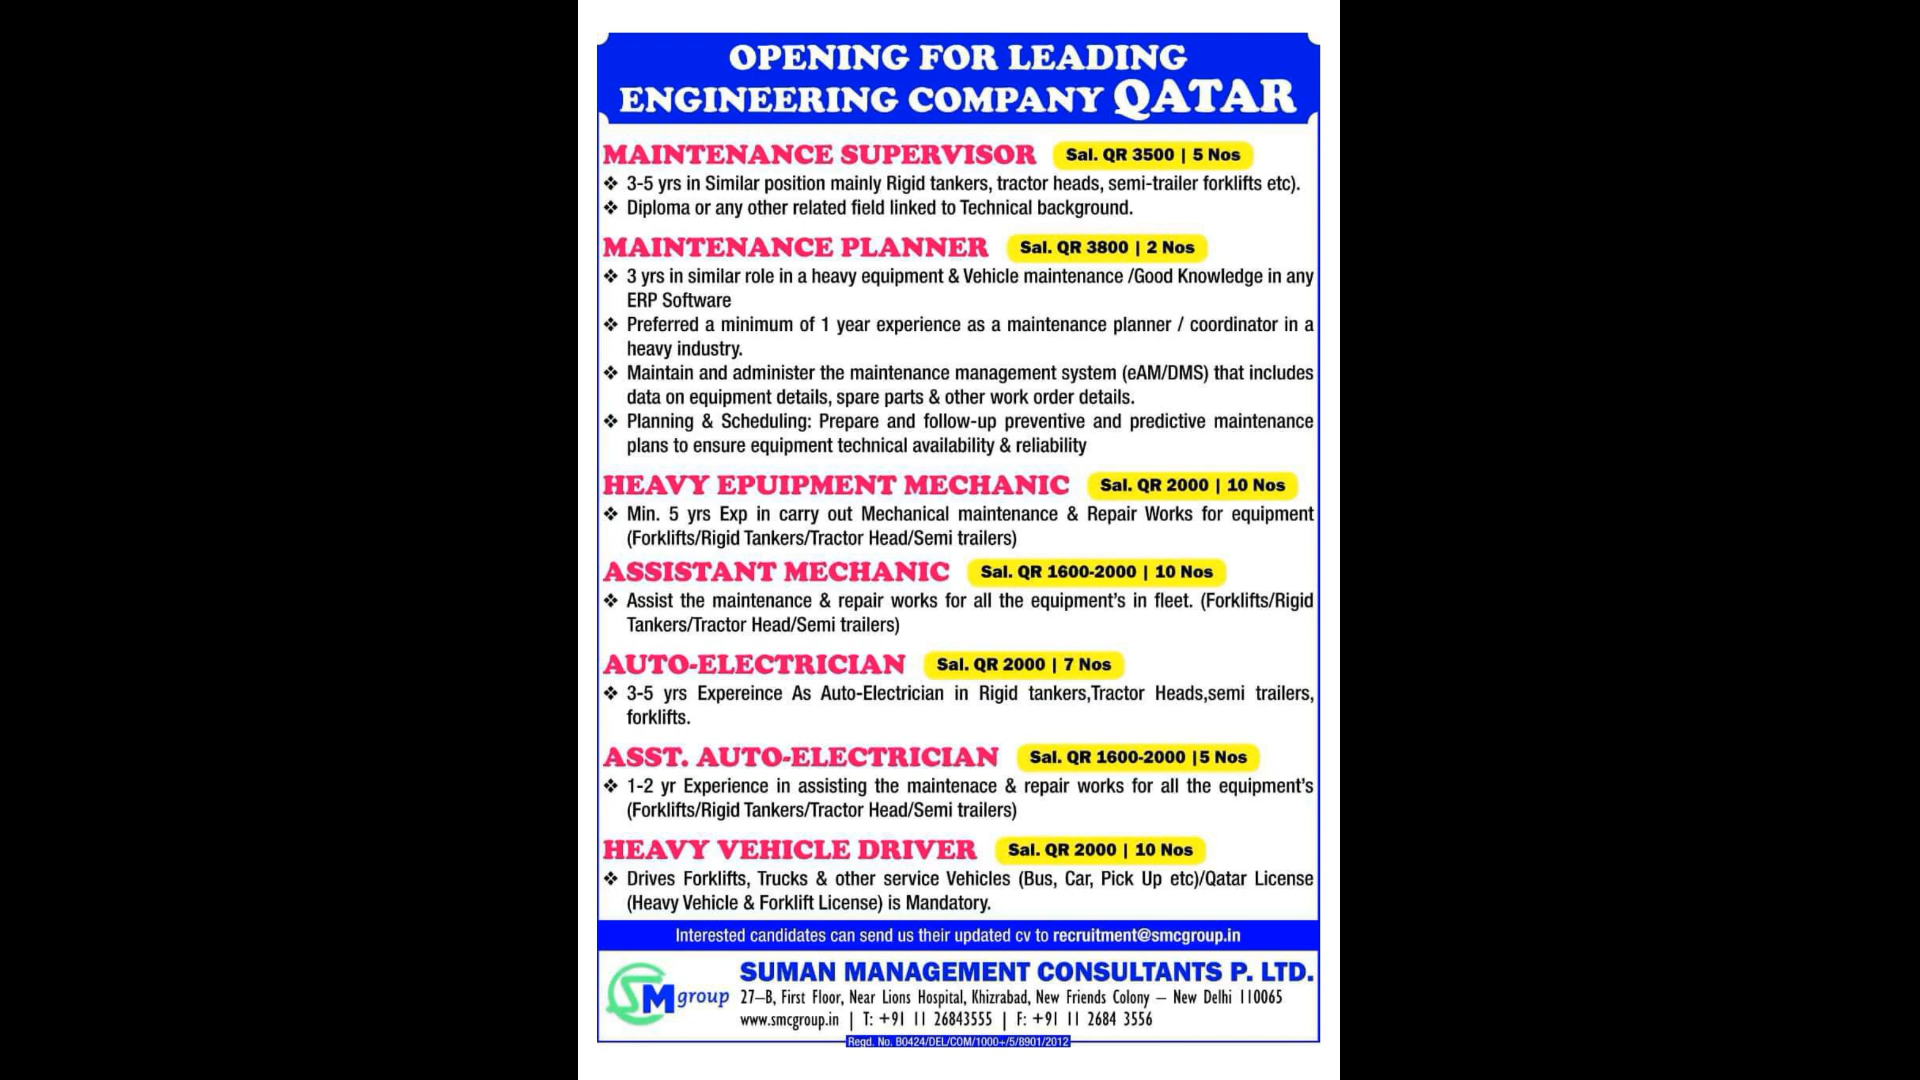 OPENING FOR LEADING
ENGINEERING COMPANY QATAR
MAINTENANCE SUPERVISOR Sal. QR 3500 | 5 Nos
❖ 3-5 yrs in Similar position mainly Rigid tankers, tractor heads, semi-trailer forklifts etc).
❖ Diploma or any other related field linked to Technical background.
MAINTENANCE PLANNER Sal. QR 3800 | 2 Nos
❖ 3 yrs in similar role in a heavy equipment & Vehicle maintenance /Good Knowledge in any
ERP Software
❖ Preferred a minimum of 1 year experience as a maintenance planner / coordinator in a
heavy industry.
❖ Maintain and administer the maintenance management system (eAM/DMS) that includes
data on equipment details, spare parts & other work order details.
❖ Planning & Scheduling: Prepare and follow-up preventive and predictive maintenance
plans to ensure equipment technical availability & reliability
HEAVY EPUIPMENT MECHANIC Sal. QR 2000 | 10 Nos
❖ Min. 5 yrs Exp in carry out Mechanical maintenance & Repair Works for equipment
(Forklifts/Rigid Tankers/Tractor Head/Semi trailers)
ASSISTANT MECHANIC Sal. QR 1600-2000 | 10 Nos
❖ Assist the maintenance & repair works for all the equipment's in fleet. (Forklifts/Rigid
Tankers/Tractor Head/Semi trailers)
AUTO-ELECTRICIAN Sal. QR 2000 | 7 Nos
❖ 3-5 yrs Expereince As Auto-Electrician in Rigid tankers,Tractor Heads,semi trailers,
forklifts.
ASST. AUTO-ELECTRICIAN Sal. QR 1600-2000 |5 Nos
❖ 1-2 yr Experience in assisting the maintenace & repair works for all the equipment's
(Forklifts/Rigid Tankers/Tractor Head/Semi trailers)
HEAVY VEHICLE DRIVER Sal. QR 2000 | 10 Nos
❖ Drives Forklifts, Trucks & other service Vehicles (Bus, Car, Pick Up etc)/Qatar License
(Heavy Vehicle & Forklift License) is Mandatory.
Interested candidates can send us their updated cv to recruitment@smcgroup.in
SUMAN MANAGEMENT CONSULTANTS P. LTD.
SM group 27–B, First Floor, Near Lions Hospital, Khizrabad, New Friends Colony – New Delhi 110065
www.smcgroup.in | T: +91 11 26843555 | F: +91 11 2684 3556
Regd. No. B0424/DEL/COM/1000+/5/8901/2012